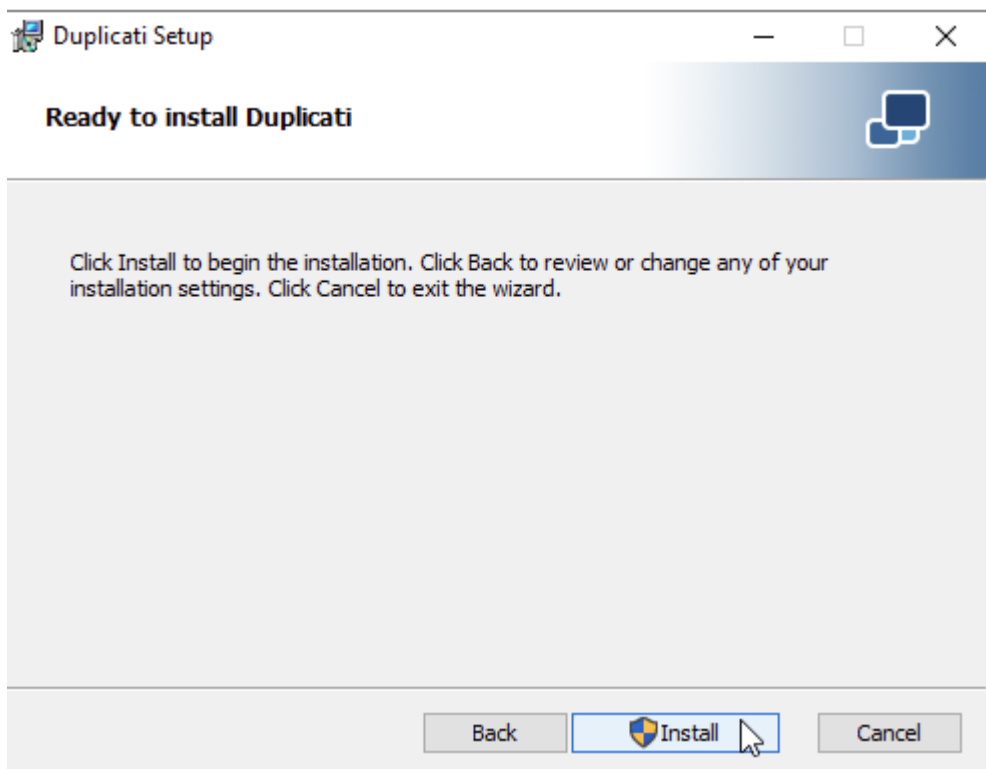 Duplicati Setup
Ready to install Duplicati
Click Install to begin the installation. Click Back to review or change any of your
installation settings. Click Cancel to exit the wizard.
Back Install Cancel